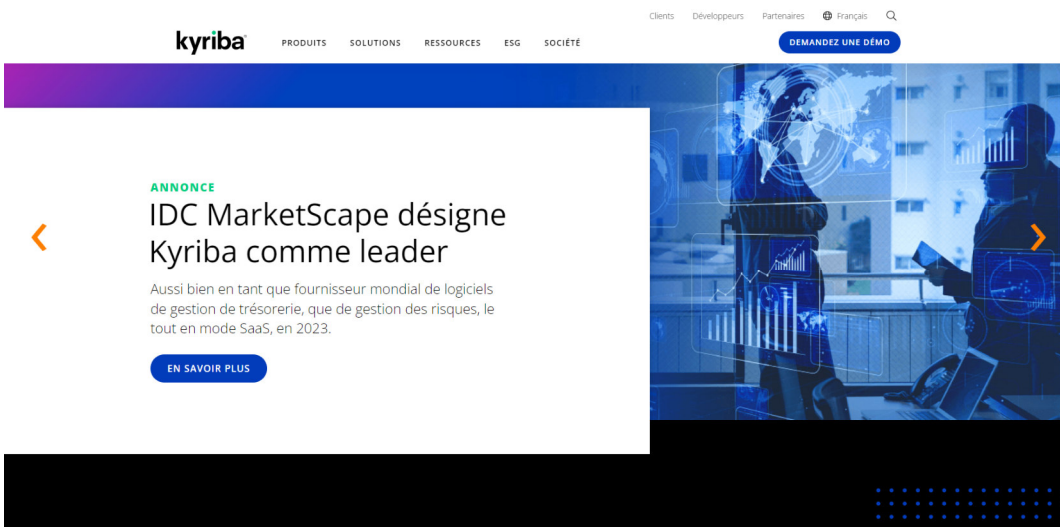 Clients Développeurs Partenaires Français
kyriba PRODUITS SOLUTIONS RESSOURCES ESG SOCIÉTÉ DEMANDEZ UNE DÉMO
ANNONCE
IDC MarketScape désigne
Kyriba comme leader
Aussi bien en tant que fournisseur mondial de logiciels
de gestion de trésorerie, que de gestion des risques, le
tout en mode SaaS, en 2023.
EN SAVOIR PLUS